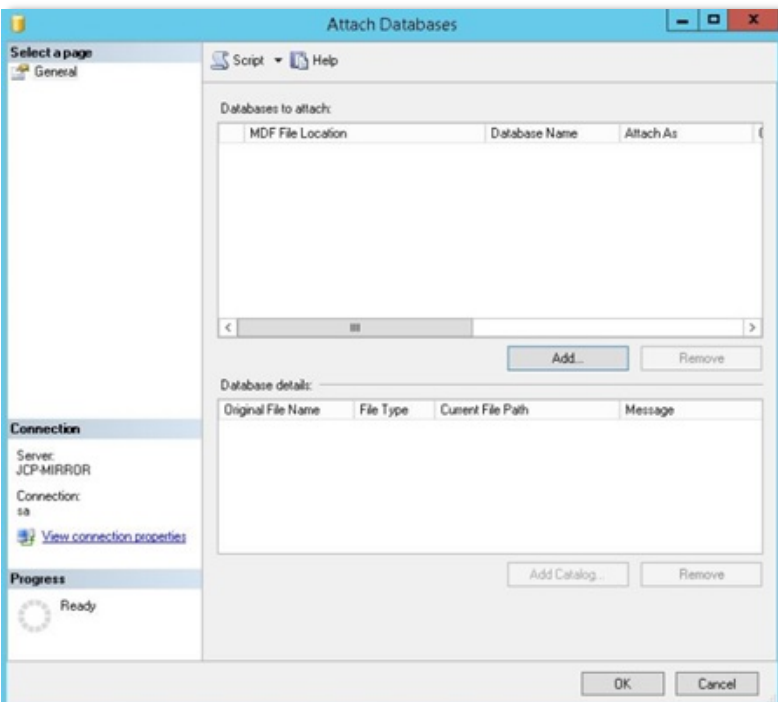 Attach Databases
Select a page
General
Script
Help
Databases to attach:
MDF File Location Database Name Attach As
Add... Remove
Database details:
Original File Name File Type Current File Path Message
Connection
Server:
JCP-MIRROR
Connection:
sa
View connection properties
Add Catalog... Remove
Progress
Ready
OK Cancel